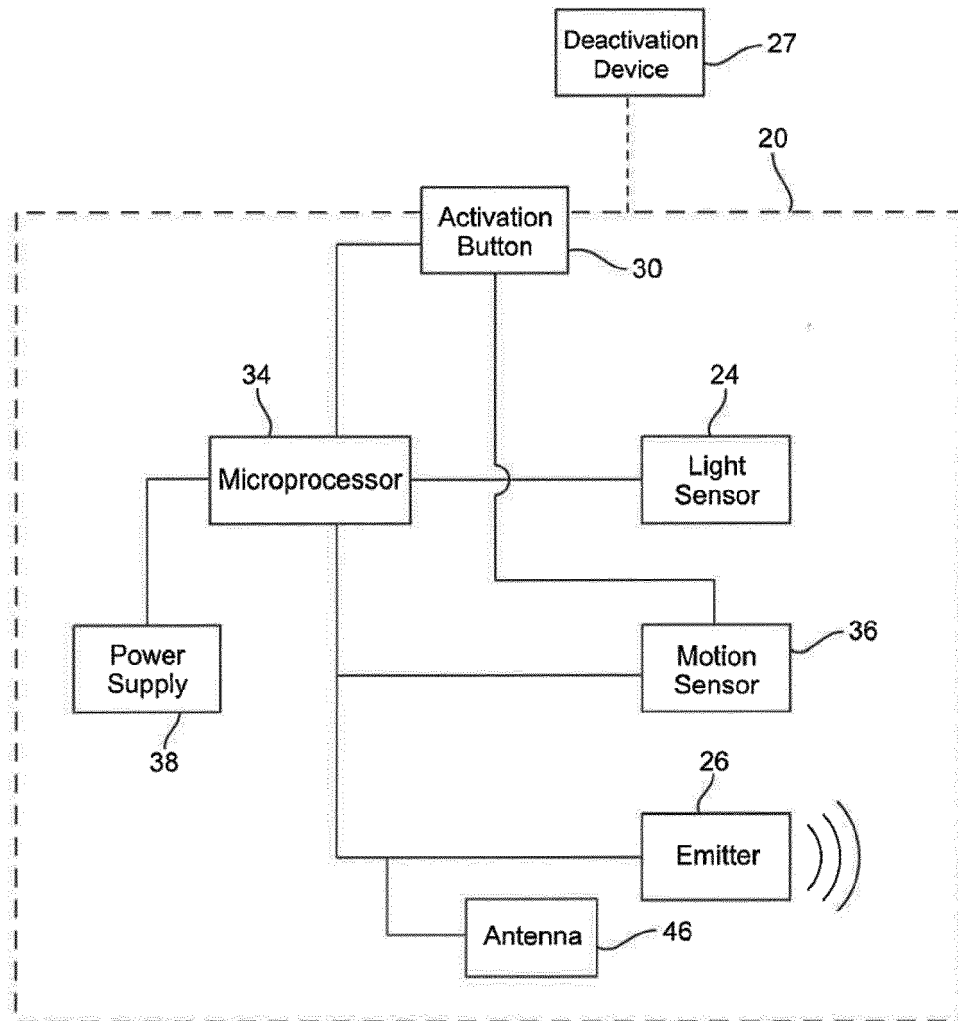 Deactivation
Device
27
20
Activation
Button
30
34
24
Microprocessor
Light
Sensor
Power
Supply
38
Motion
Sensor
36
26
Emitter
Antenna
46